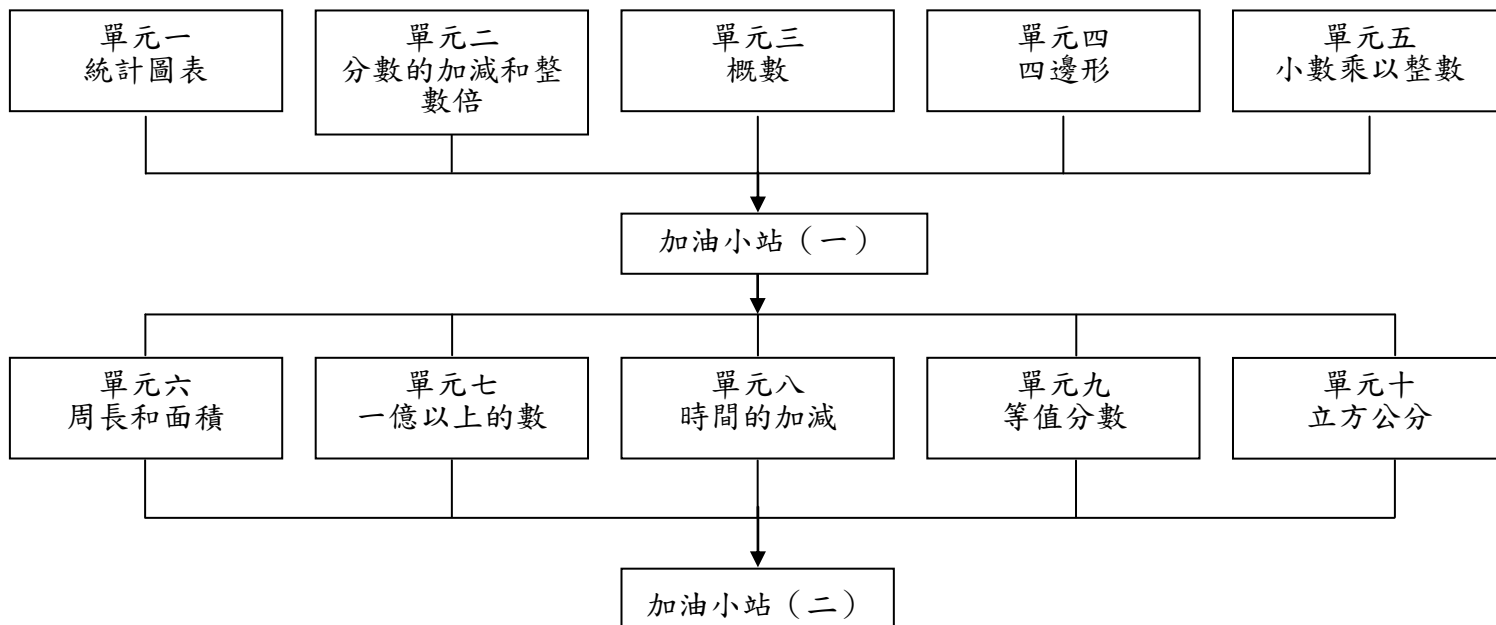 單元一
統計圖表
單元二
分數的加減和整
數倍
單元三
概數
單元四
四邊形
單元五
小數乘以整數
加油小站（一）
單元六
周長和面積
單元七
一億以上的數
單元八
時間的加減
單元九
等值分數
單元十
立方公分
加油小站（二）